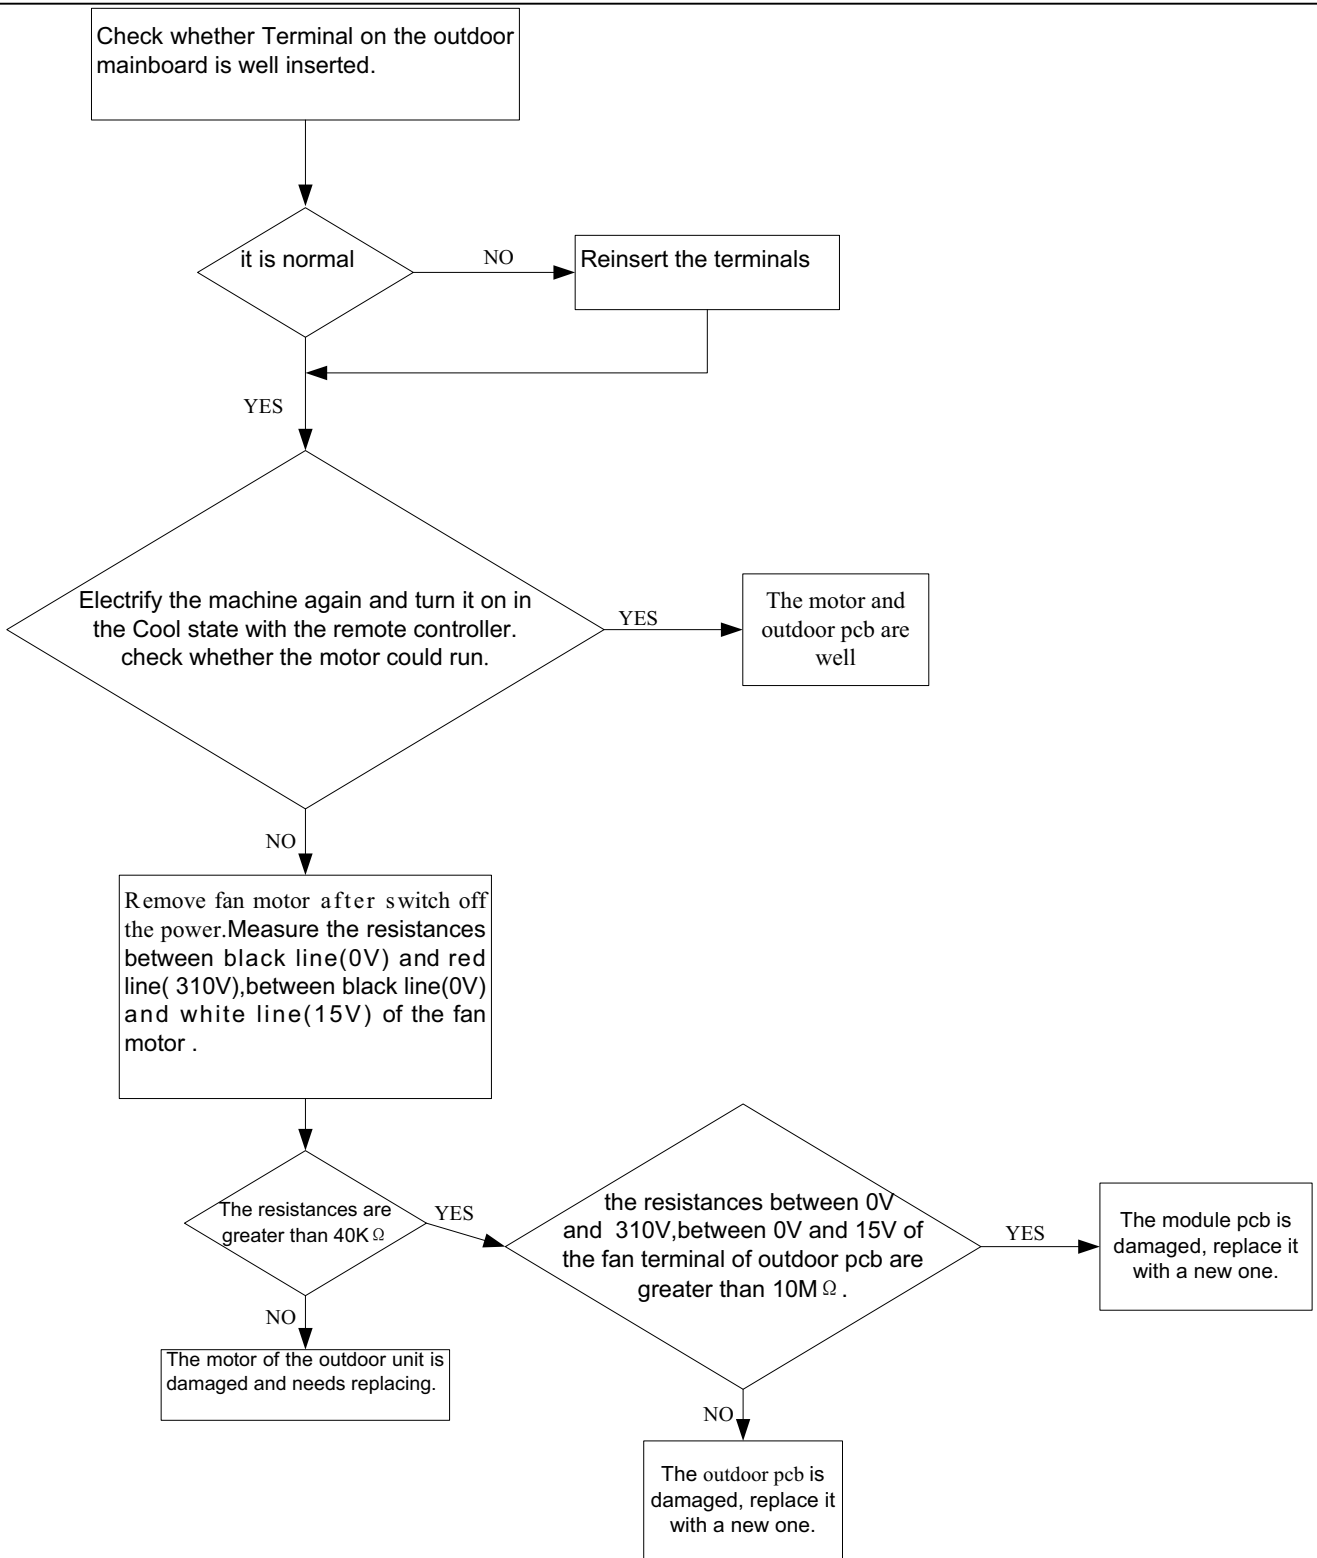 Check whether Terminal on the outdoor
mainboard is well inserted.
it is normal
NO
Reinsert the terminals
YES
Electrify the machine again and turn it on in
the Cool state with the remote controller.
check whether the motor could run.
YES
The motor and
outdoor pcb are
well
NO
Remove fan motor after switch off
the power.Measure the resistances
between black line(0V) and red
line( 310V),between black line(0V)
and white line(15V) of the fan
motor .
The resistances are
greater than 40KΩ
YES
the resistances between 0V
and 310V,between 0V and 15V of
the fan terminal of outdoor pcb are
greater than 10MΩ.
YES
The module pcb is
damaged, replace it
with a new one.
NO
The motor of the outdoor unit is
damaged and needs replacing.
NO
The outdoor pcb is
damaged, replace it
with a new one.